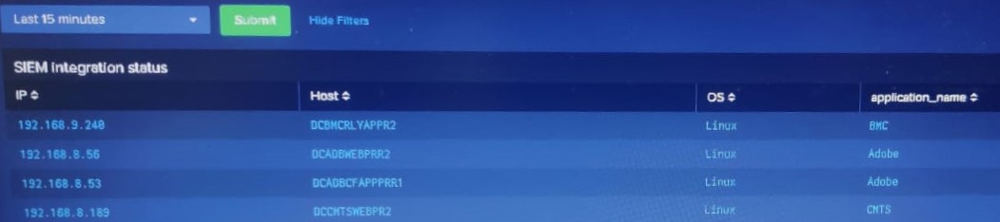 Last 15 minutes Submit Hide Filters
SIEM Integration status
IP Host OS application_name
192.168.9.240 DCBMCRLYAPPR2 Linux BMC
192.168.8.56 DCADBWEBPRR2 Linux Adobe
192.168.8.53 DCADBCFAPPPRR1 Linux Adobe
192.168.8.189 DCCMTSWEBPR2 Linux CMTS